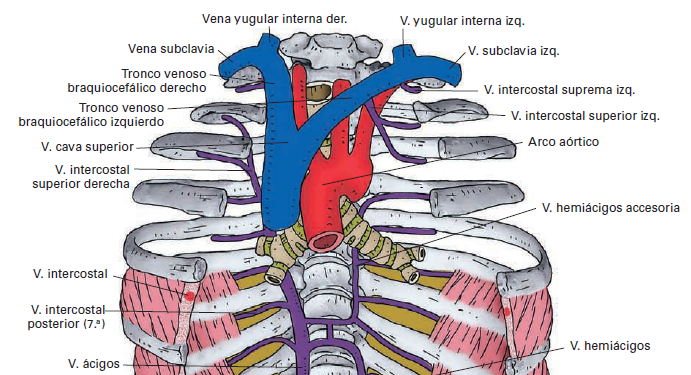 Vena yugular interna der.
Vena subclavia
Tronco venoso
braquiocefálico derecho
Tronco venoso
braquiocefálico izquierdo
V. cava superior
V. intercostal
superior derecha
V. intercostal
V. intercostal
posterior (7.ª)
V. ácigos
V. yugular interna izq.
V. subclavia izq.
V. intercostal suprema izq.
V. intercostal superior izq.
Arco aórtico
V. hemiácigos accesoria
V. hemiácigos